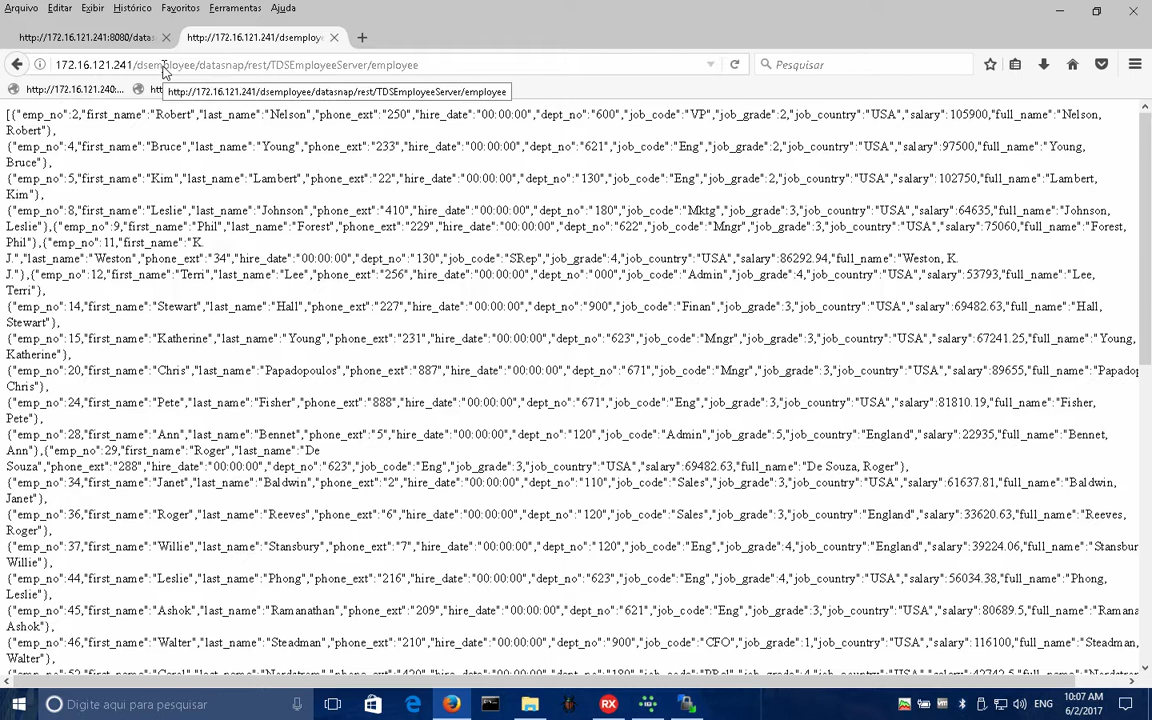 Arquivo Editar Exibir Histórico Favoritos Ferramentas Ajuda
http://172.16.121.241:8080/datas
http://172.16.121.241/dsemploye
172.16.121.241/dsemployee/datasnap/rest/TDSEmployeeServer/employee
Pesquisar
http://172.16.121.240:...
htt
http://172.16.121.241/dsemployee/datasnap/rest/TDSEmployeeServer/employee
[{"emp_no":2,"first_name":"Robert","last_name":"Nelson","phone_ext":"250","hire_date":"00:00:00","dept_no":"600","job_code":"VP","job_grade":2,"job_country":"USA","salary":105900,"full_name":"Nelson,
Robert"},
{"emp_no":4,"first_name":"Bruce","last_name":"Young","phone_ext":"233","hire_date":"00:00:00","dept_no":"621","job_code":"Eng","job_grade":2,"job_country":"USA","salary":97500,"full_name":"Young,
Bruce"},
{"emp_no":5,"first_name":"Kim","last_name":"Lambert","phone_ext":"22","hire_date":"00:00:00","dept_no":"130","job_code":"Eng","job_grade":2,"job_country":"USA","salary":102750,"full_name":"Lambert,
Kim"},
{"emp_no":8,"first_name":"Leslie","last_name":"Johnson","phone_ext":"410","hire_date":"00:00:00","dept_no":"180","job_code":"Mktg","job_grade":3,"job_country":"USA","salary":64635,"full_name":"Johnson,
Leslie"},{"emp_no":9,"first_name":"Phil","last_name":"Forest","phone_ext":"229","hire_date":"00:00:00","dept_no":"622","job_code":"Mngr","job_grade":3,"job_country":"USA","salary":75060,"full_name":"Forest,
Phil"},{"emp_no":11,"first_name":"K.
J.","last_name":"Weston","phone_ext":"34","hire_date":"00:00:00","dept_no":"130","job_code":"SRep","job_grade":4,"job_country":"USA","salary":86292.94,"full_name":"Weston, K.
J."},{"emp_no":12,"first_name":"Terri","last_name":"Lee","phone_ext":"256","hire_date":"00:00:00","dept_no":"000","job_code":"Admin","job_grade":4,"job_country":"USA","salary":53793,"full_name":"Lee,
Terri"},
{"emp_no":14,"first_name":"Stewart","last_name":"Hall","phone_ext":"227","hire_date":"00:00:00","dept_no":"900","job_code":"Finan","job_grade":3,"job_country":"USA","salary":69482.63,"full_name":"Hall,
Stewart"},
{"emp_no":15,"first_name":"Katherine","last_name":"Young","phone_ext":"231","hire_date":"00:00:00","dept_no":"623","job_code":"Mngr","job_grade":3,"job_country":"USA","salary":67241.25,"full_name":"Young,
Katherine"},
{"emp_no":20,"first_name":"Chris","last_name":"Papadopoulos","phone_ext":"887","hire_date":"00:00:00","dept_no":"671","job_code":"Mngr","job_grade":3,"job_country":"USA","salary":89655,"full_name":"Papadop
Chris"},
{"emp_no":24,"first_name":"Pete","last_name":"Fisher","phone_ext":"888","hire_date":"00:00:00","dept_no":"671","job_code":"Eng","job_grade":3,"job_country":"USA","salary":81810.19,"full_name":"Fisher,
Pete"},
{"emp_no":28,"first_name":"Ann","last_name":"Bennet","phone_ext":"5","hire_date":"00:00:00","dept_no":"120","job_code":"Admin","job_grade":5,"job_country":"England","salary":22935,"full_name":"Bennet,
Ann"},{"emp_no":29,"first_name":"Roger","last_name":"De
Souza","phone_ext":"288","hire_date":"00:00:00","dept_no":"623","job_code":"Eng","job_grade":3,"job_country":"USA","salary":69482.63,"full_name":"De Souza, Roger"},
{"emp_no":34,"first_name":"Janet","last_name":"Baldwin","phone_ext":"2","hire_date":"00:00:00","dept_no":"110","job_code":"Sales","job_grade":3,"job_country":"USA","salary":61637.81,"full_name":"Baldwin,
Janet"},
{"emp_no":36,"first_name":"Roger","last_name":"Reeves","phone_ext":"6","hire_date":"00:00:00","dept_no":"120","job_code":"Sales","job_grade":3,"job_country":"England","salary":33620.63,"full_name":"Reeves,
Roger"},
{"emp_no":37,"first_name":"Willie","last_name":"Stansbury","phone_ext":"7","hire_date":"00:00:00","dept_no":"120","job_code":"Eng","job_grade":4,"job_country":"England","salary":39224.06,"full_name":"Stansbur
Willie"},
{"emp_no":44,"first_name":"Leslie","last_name":"Phong","phone_ext":"216","hire_date":"00:00:00","dept_no":"623","job_code":"Eng","job_grade":4,"job_country":"USA","salary":56034.38,"full_name":"Phong,
Leslie"},
{"emp_no":45,"first_name":"Ashok","last_name":"Ramanathan","phone_ext":"209","hire_date":"00:00:00","dept_no":"621","job_code":"Eng","job_grade":3,"job_country":"USA","salary":80689.5,"full_name":"Ramana
Ashok"},
{"emp_no":46,"first_name":"Walter","last_name":"Steadman","phone_ext":"210","hire_date":"00:00:00","dept_no":"900","job_code":"CFO","job_grade":1,"job_country":"USA","salary":116100,"full_name":"Steadman,
Walter"},
Digite aqui para pesquisar
RX
ENG
10:07 AM
6/2/2017